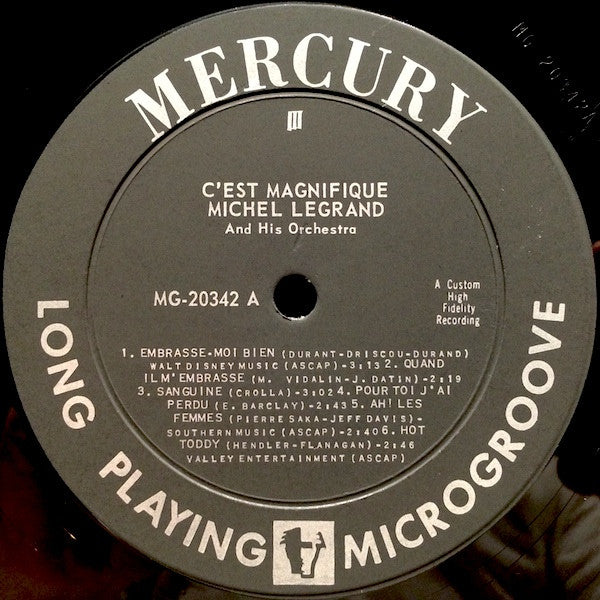 MERCURY
III
C'EST MAGNIFIQUE
MICHEL LEGRAND
And His Orchestra
MG-20342 A
A Custom
High
Fidelity
Recording
1. EMBRASSE-MOI BIEN (DURANT-DRISCOU-DURAND)
WALT DISNEY MUSIC (ASCAP)-3:13 2. QUAND
IL M'EMBRASSE (M. VIDALIN-J. DATIN)-2:19
3. SANGUINE (CROLLA)-3:02 4. POUR TOI J'AI
PERDU (E. BARCLAY)-2:43 5. AH! LES
FEMMES (PIERRE SAKA-JEFF DAVIS)-
SOUTHERN MUSIC (ASCAP)-2:40 6. HOT
TODDY (HENDLER-FLANAGAN)-2:46
VALLEY ENTERTAINMENT (ASCAP)
LONG PLAYING MICROGROOVE
MG 20342A